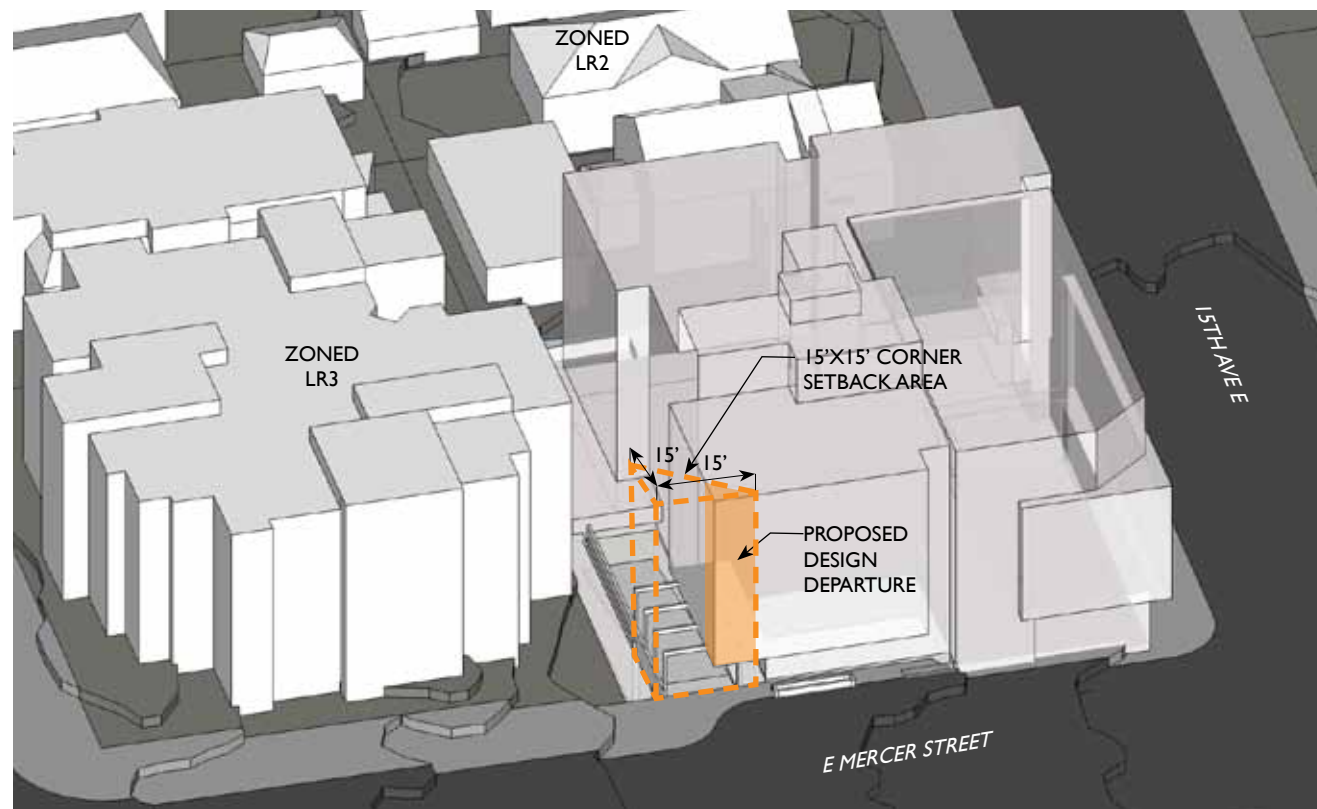 ZONED
LR2
ZONED
LR3
15’X15’ CORNER
SETBACK AREA
15’
15’
PROPOSED
DESIGN
DEPARTURE
15TH AVE E
E MERCER STREET